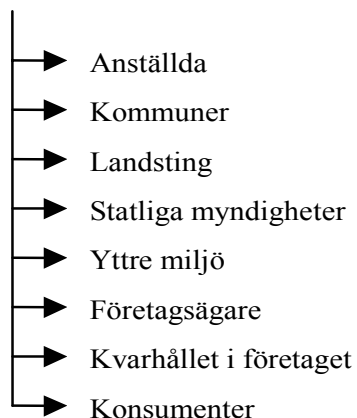 Anställda
Kommuner
Landsting
Statliga myndigheter
Yttre miljö
Företagsägare
Kvarhållet i företaget
Konsumenter